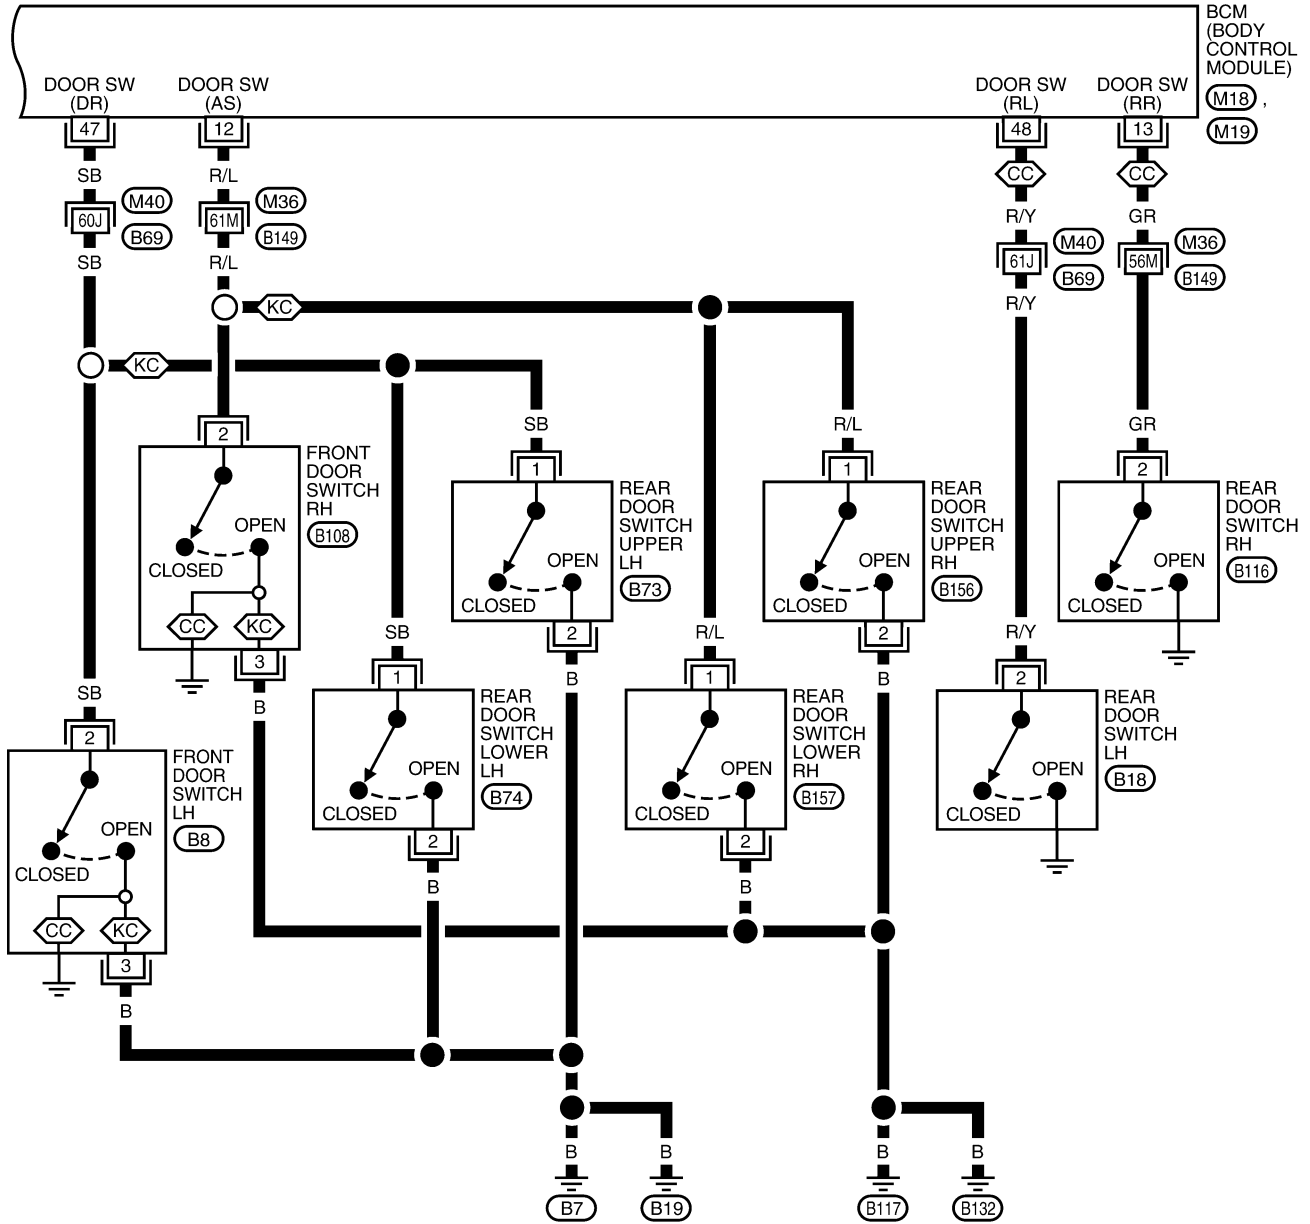 BCM
(BODY
CONTROL
MODULE)
M18 ,
M19
DOOR SW
(DR)
DOOR SW
(AS)
DOOR SW
(RL)
DOOR SW
(RR)
47
12
48
13
SB
R/L
CC
CC
60J
M40
B69
61M
M36
B149
R/Y
GR
61J
M40
B69
56M
M36
B149
SB
R/L
R/Y
KC
KC
2
FRONT
DOOR
SWITCH
RH
B108
OPEN
CLOSED
CC
KC
3
B
SB
1
REAR
DOOR
SWITCH
UPPER
LH
B73
OPEN
CLOSED
2
B
R/L
1
REAR
DOOR
SWITCH
UPPER
RH
B156
OPEN
CLOSED
2
B
GR
2
REAR
DOOR
SWITCH
RH
B116
OPEN
CLOSED
SB
2
FRONT
DOOR
SWITCH
LH
B8
OPEN
CLOSED
CC
KC
3
B
SB
1
REAR
DOOR
SWITCH
LOWER
LH
B74
OPEN
CLOSED
2
B
R/L
1
REAR
DOOR
SWITCH
LOWER
RH
B157
OPEN
CLOSED
2
B
R/Y
2
REAR
DOOR
SWITCH
LH
B18
OPEN
CLOSED
B
B
B
B
B7
B19
B117
B132